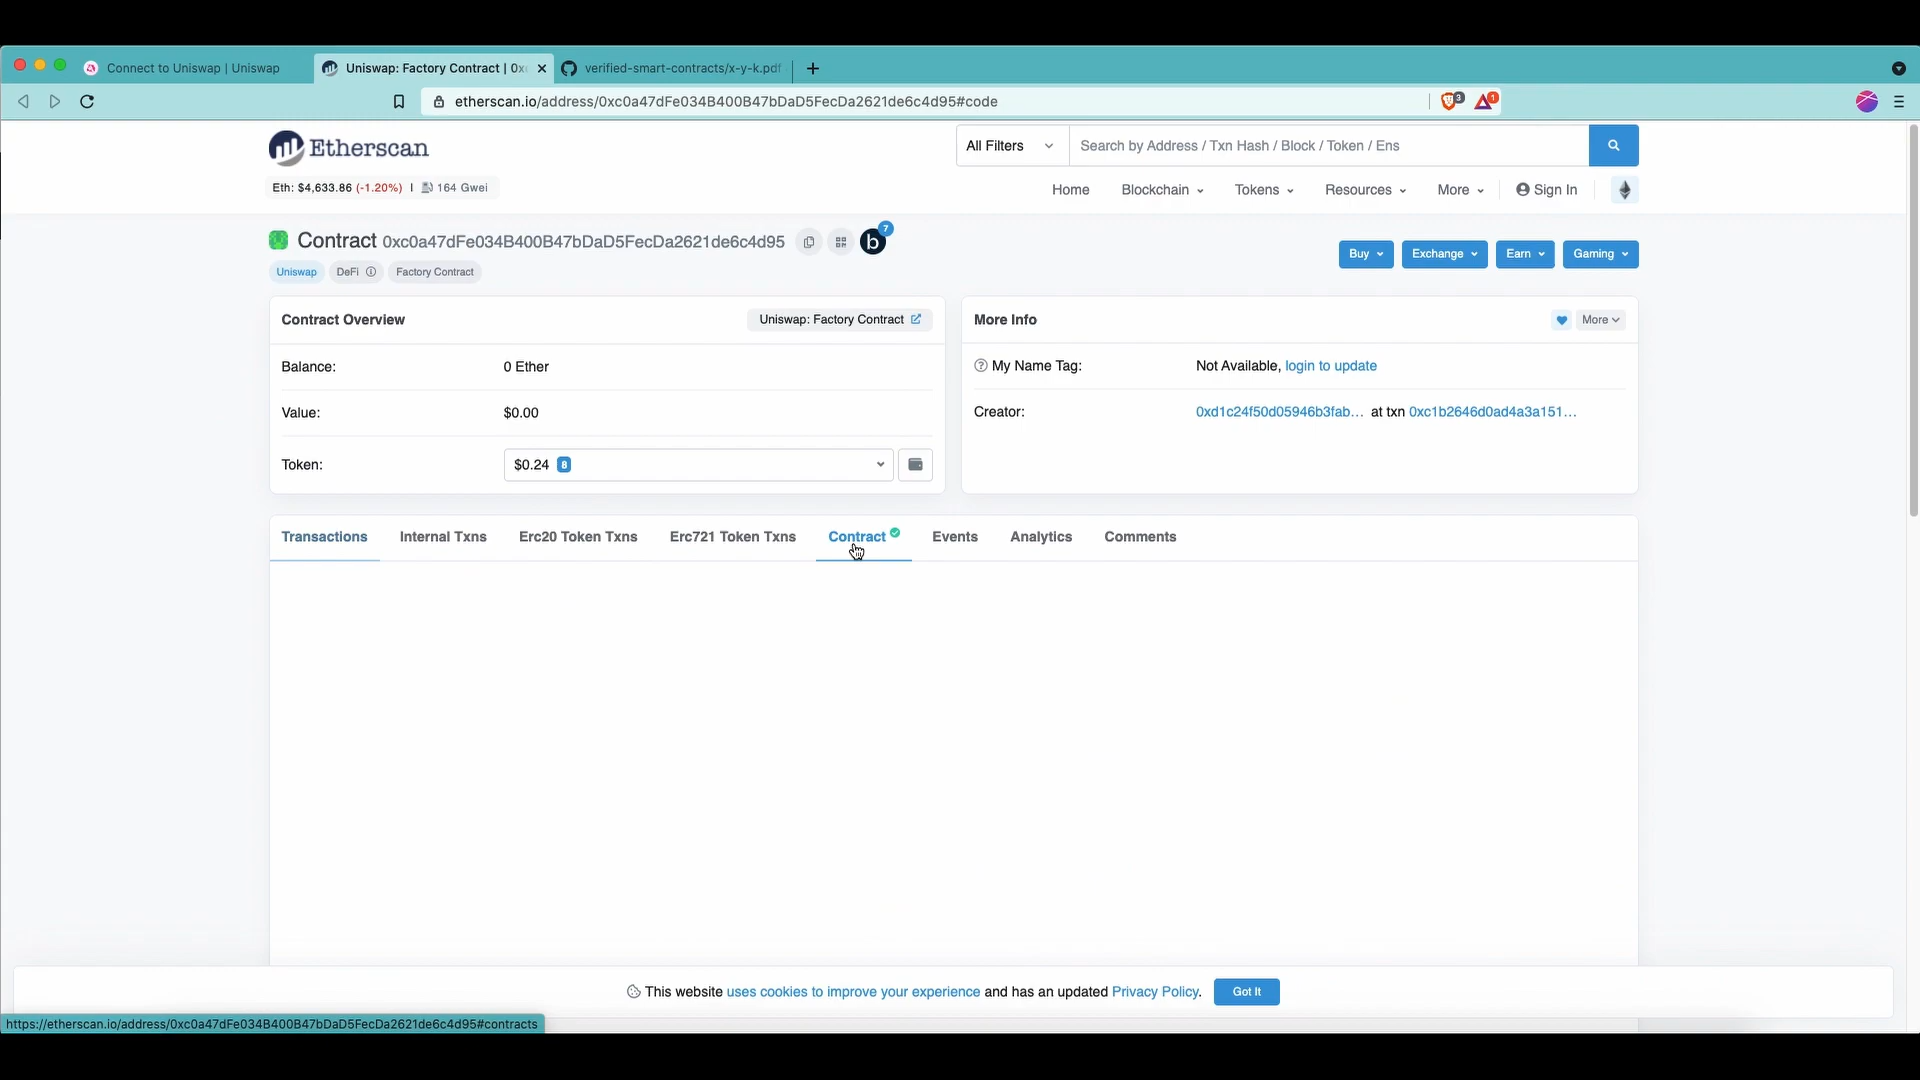 Connect to Uniswap | Uniswap
Uniswap: Factory Contract | 0x
verified-smart-contracts/x-y-k.pdf
etherscan.io/address/0xc0a47dFe034B400B47bDaD5FecDa2621de6c4d95#code
3
1
Etherscan
All Filters
Search by Address / Txn Hash / Block / Token / Ens
Eth: $4,633.86 (-1.20%) | 164 Gwei
Home
Blockchain
Tokens
Resources
More
Sign In
Contract 0xc0a47dFe034B400B47bDaD5FecDa2621de6c4d95
b
7
Buy
Exchange
Earn
Gaming
Uniswap
DeFi
Factory Contract
Contract Overview
Uniswap: Factory Contract
Balance:
0 Ether
Value:
$0.00
Token:
$0.24 8
More Info
More
My Name Tag:
Not Available, login to update
Creator:
0xd1c24f50d05946b3fab... at txn 0xc1b2646d0ad4a3a151...
Transactions
Internal Txns
Erc20 Token Txns
Erc721 Token Txns
Contract
Events
Analytics
Comments
This website uses cookies to improve your experience and has an updated Privacy Policy.
Got It
https://etherscan.io/address/0xc0a47dFe034B400B47bDaD5FecDa2621de6c4d95#contracts